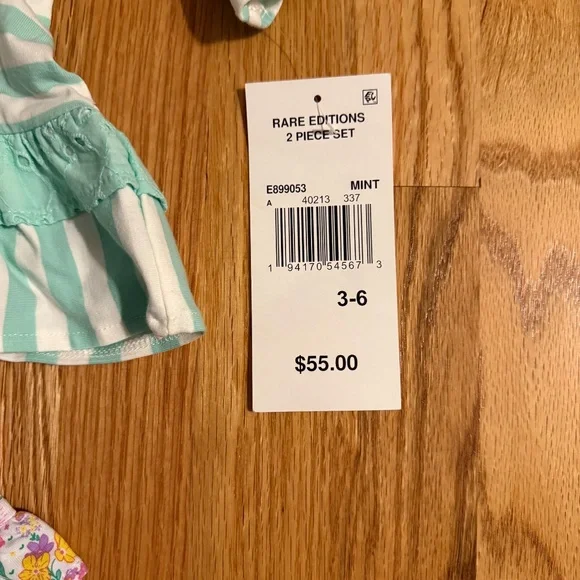 RARE EDITIONS
2 PIECE SET
E899053 MINT
A 40213 337
1 94170 54567 3
3-6
$55.00